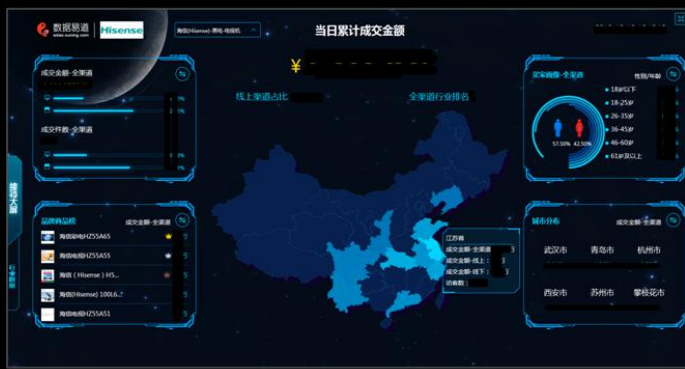 数据易道
Hisense
海信(Hisense)-黑电-电视机
当日累计成交金额
¥
线上渠道占比
全渠道行业排名
成交金额-全渠道
成交件数-全渠道
品牌商品榜
成交金额-全渠道
海信彩电HZ55A65
海信电视HZ55A55
海信 ( Hisense ) H5...
海信(Hisense) 100L6...
海信电视HZ55A51
江苏省
成交金额-全渠道
成交金额-线上：
成交金额-线下：
访客数：
买家画像-全渠道
性别/年龄
18岁以下
18-25岁
26-35岁
36-45岁
46-60岁
61岁及以上
57.50% 42.50%
城市分布
成交金额-全渠道
武汉市 青岛市 杭州市
西安市 苏州市 攀枝花市